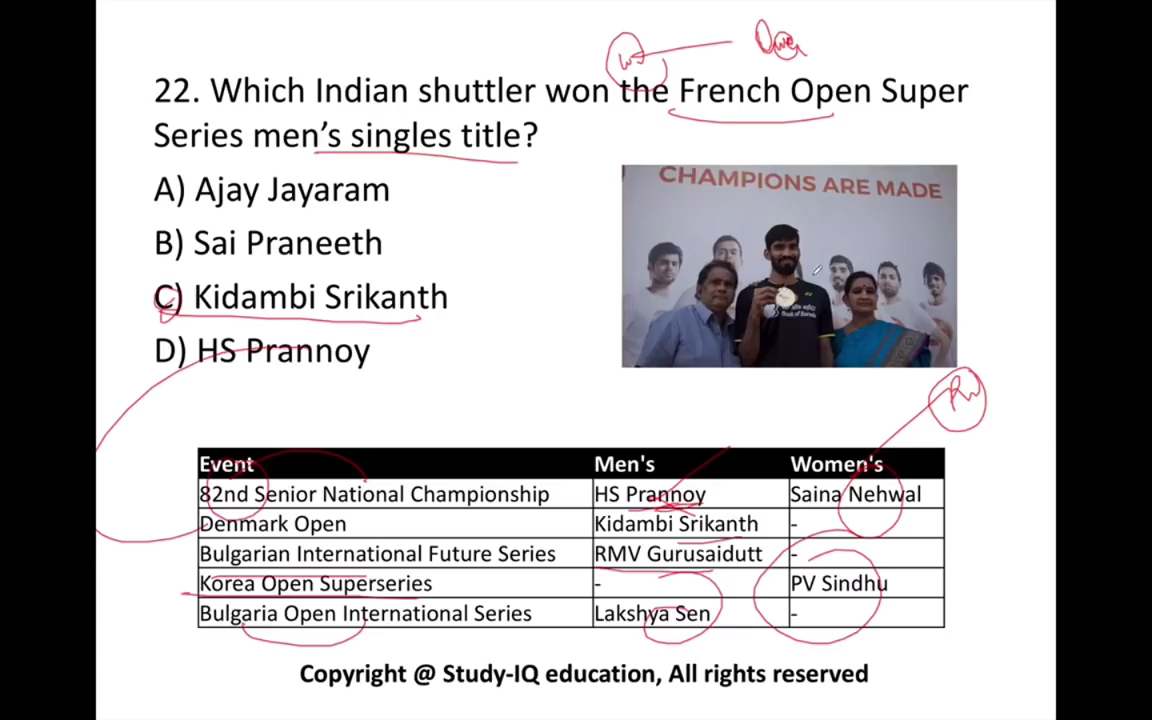 22. Which Indian shuttler won the French Open Super
Series men's singles title?
A) Ajay Jayaram
B) Sai Praneeth
C) Kidambi Srikanth
D) HS Prannoy
CHAMPIONS ARE MADE
Event Men's Women's
82nd Senior National Championship HS Prannoy Saina Nehwal
Denmark Open Kidambi Srikanth -
Bulgarian International Future Series RMV Gurusaidutt -
Korea Open Superseries - PV Sindhu
Bulgaria Open International Series Lakshya Sen -
Copyright @ Study-IQ education, All rights reserved